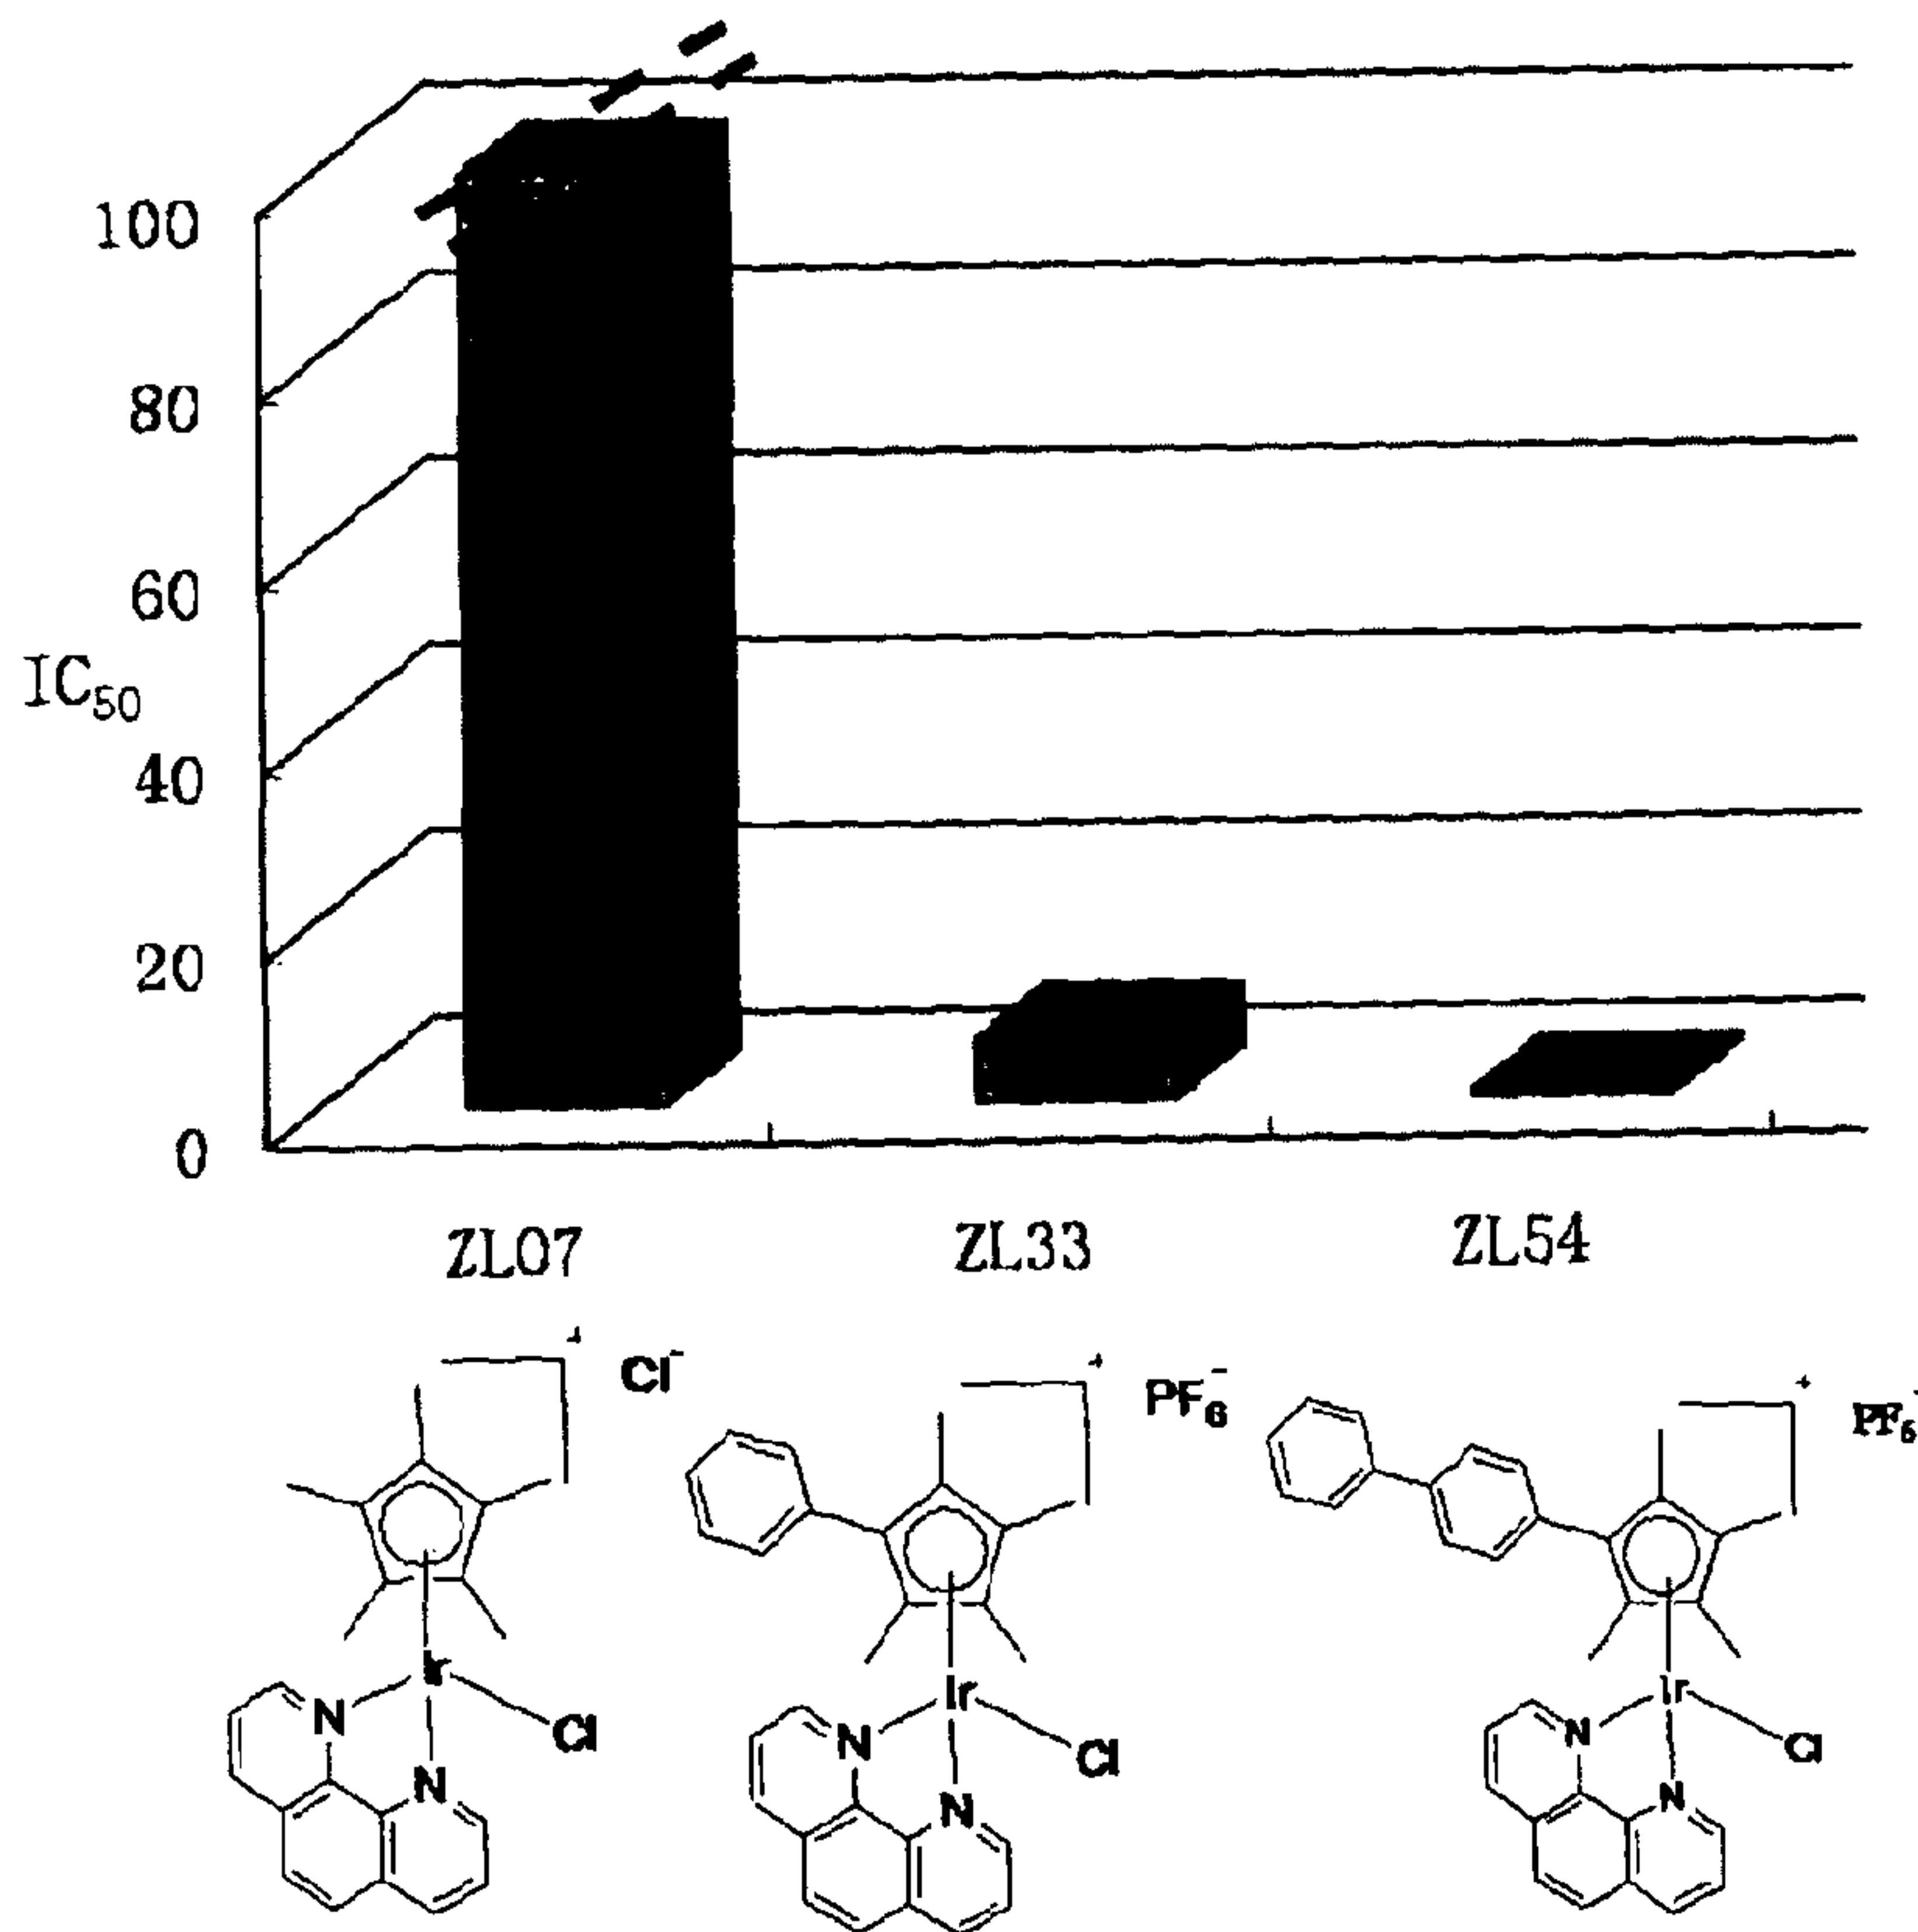 100
80
60
IC₅₀
40
20
0
ZL07 ZL33 ZL54
+ Cl⁻ + PF₆⁻ + PF₆⁻
Ir Ir Ir
N Cl N Cl N Cl
N N N